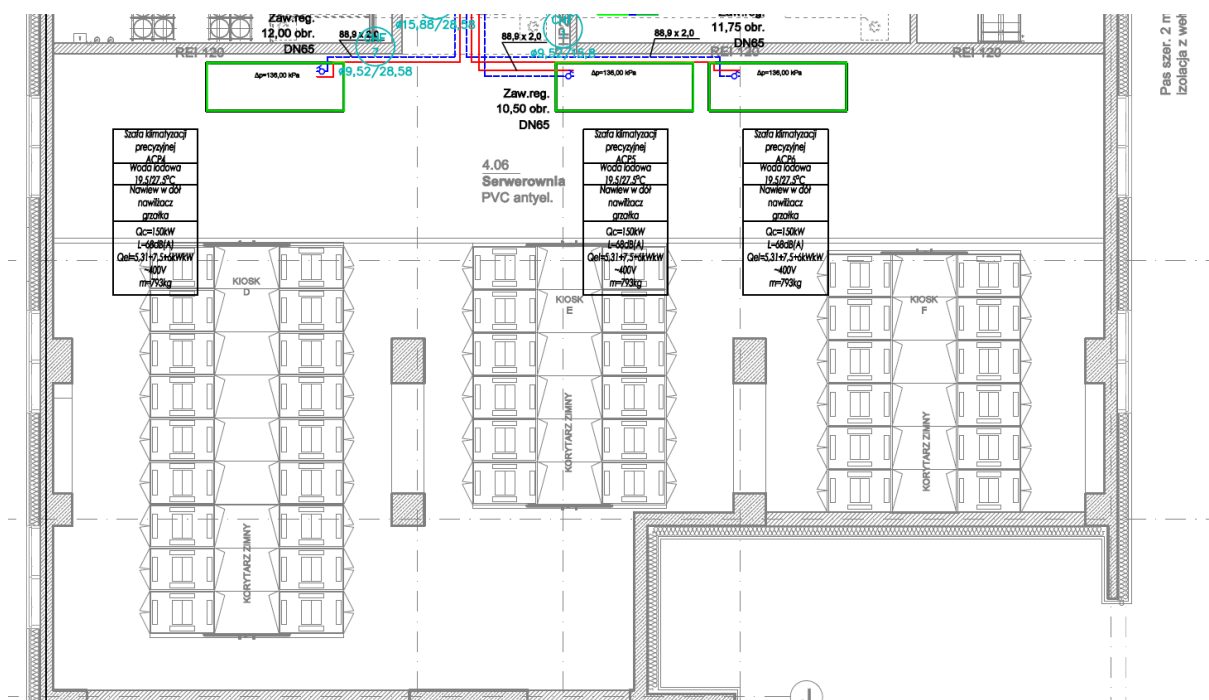 Zaw.reg.
12,00 obr.
DN65
ø15,88/28,58
88,9 x 2,0
7
88,9 x 2,0
ø9,52/15,8
88,9 x 2,0
Zaw.reg.
11,75 obr.
DN65
REI 120
REI 120
REI 120
Pas szer. 2 m
izolacja z weł
Δp=136,00 kPa
ø9,52/28,58
Δp=136,00 kPa
Δp=136,00 kPa
Zaw.reg.
10,50 obr.
DN65
Szafa klimatyzacji
precyzyjnej
ACP4
Woda lodowa
19,5/27,5°C
Nawiew w dół
nawilżacz
grzałka
Qc=150kW
L=68dB(A)
Qel=5,31+7,5+6kWkW
~400V
m=793kg
4.06
Serwerownia
PVC antyel.
Szafa klimatyzacji
precyzyjnej
ACP5
Woda lodowa
19,5/27,5°C
Nawiew w dół
nawilżacz
grzałka
Qc=150kW
L=68dB(A)
Qel=5,31+7,5+6kWkW
~400V
m=793kg
Szafa klimatyzacji
precyzyjnej
ACP6
Woda lodowa
19,5/27,5°C
Nawiew w dół
nawilżacz
grzałka
Qc=150kW
L=68dB(A)
Qel=5,31+7,5+6kWkW
~400V
m=793kg
KIOSK
D
KIOSK
E
KIOSK
F
KORYTARZ ZIMNY
KORYTARZ ZIMNY
KORYTARZ ZIMNY